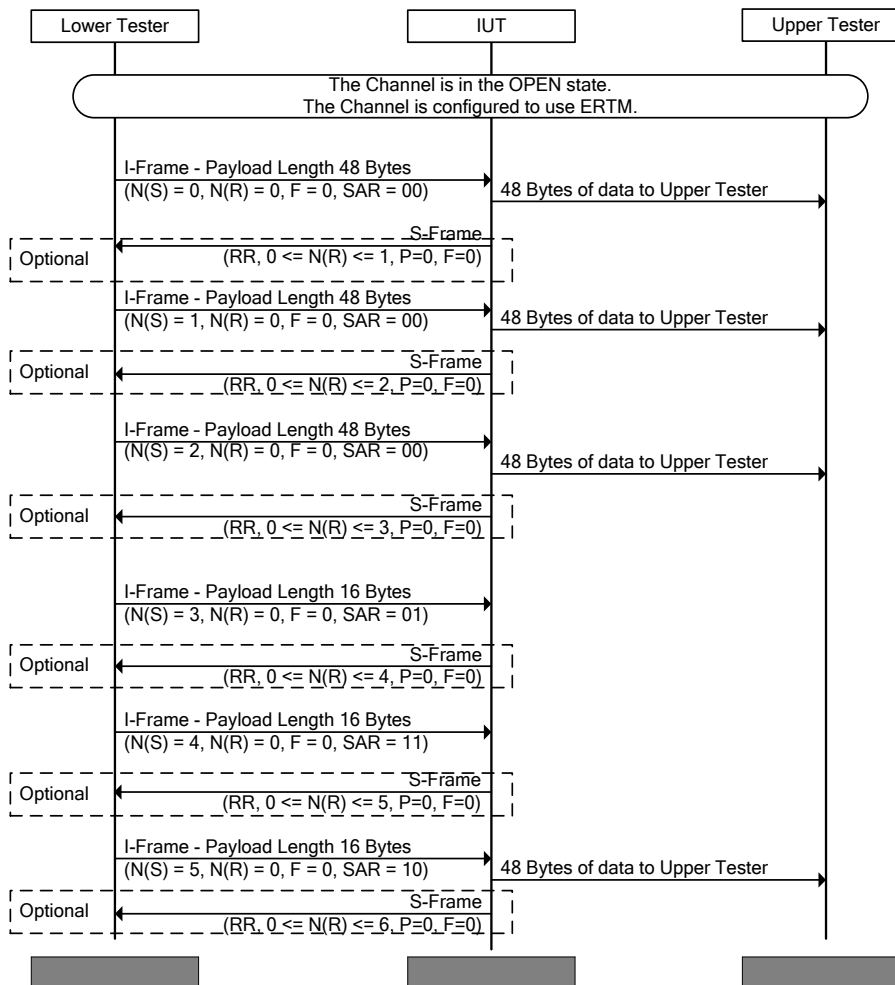 Lower Tester
IUT
Upper Tester
The Channel is in the OPEN state.
The Channel is configured to use ERTM.
I-Frame - Payload Length 48 Bytes
(N(S) = 0, N(R) = 0, F = 0, SAR = 00)
48 Bytes of data to Upper Tester
S-Frame
Optional
(RR, 0 <= N(R) <= 1, P=0, F=0)
I-Frame - Payload Length 48 Bytes
(N(S) = 1, N(R) = 0, F = 0, SAR = 00)
48 Bytes of data to Upper Tester
S-Frame
Optional
(RR, 0 <= N(R) <= 2, P=0, F=0)
I-Frame - Payload Length 48 Bytes
(N(S) = 2, N(R) = 0, F = 0, SAR = 00)
48 Bytes of data to Upper Tester
S-Frame
Optional
(RR, 0 <= N(R) <= 3, P=0, F=0)
I-Frame - Payload Length 16 Bytes
(N(S) = 3, N(R) = 0, F = 0, SAR = 01)
S-Frame
Optional
(RR, 0 <= N(R) <= 4, P=0, F=0)
I-Frame - Payload Length 16 Bytes
(N(S) = 4, N(R) = 0, F = 0, SAR = 11)
S-Frame
Optional
(RR, 0 <= N(R) <= 5, P=0, F=0)
I-Frame - Payload Length 16 Bytes
(N(S) = 5, N(R) = 0, F = 0, SAR = 10)
48 Bytes of data to Upper Tester
S-Frame
Optional
(RR, 0 <= N(R) <= 6, P=0, F=0)